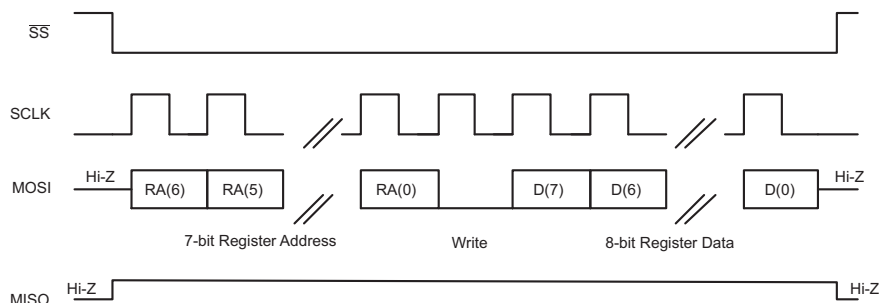 SS
SCLK
MOSI Hi-Z RA(6) RA(5) RA(0) D(7) D(6) D(0) Hi-Z
7-bit Register Address Write 8-bit Register Data
MISO Hi-Z Hi-Z